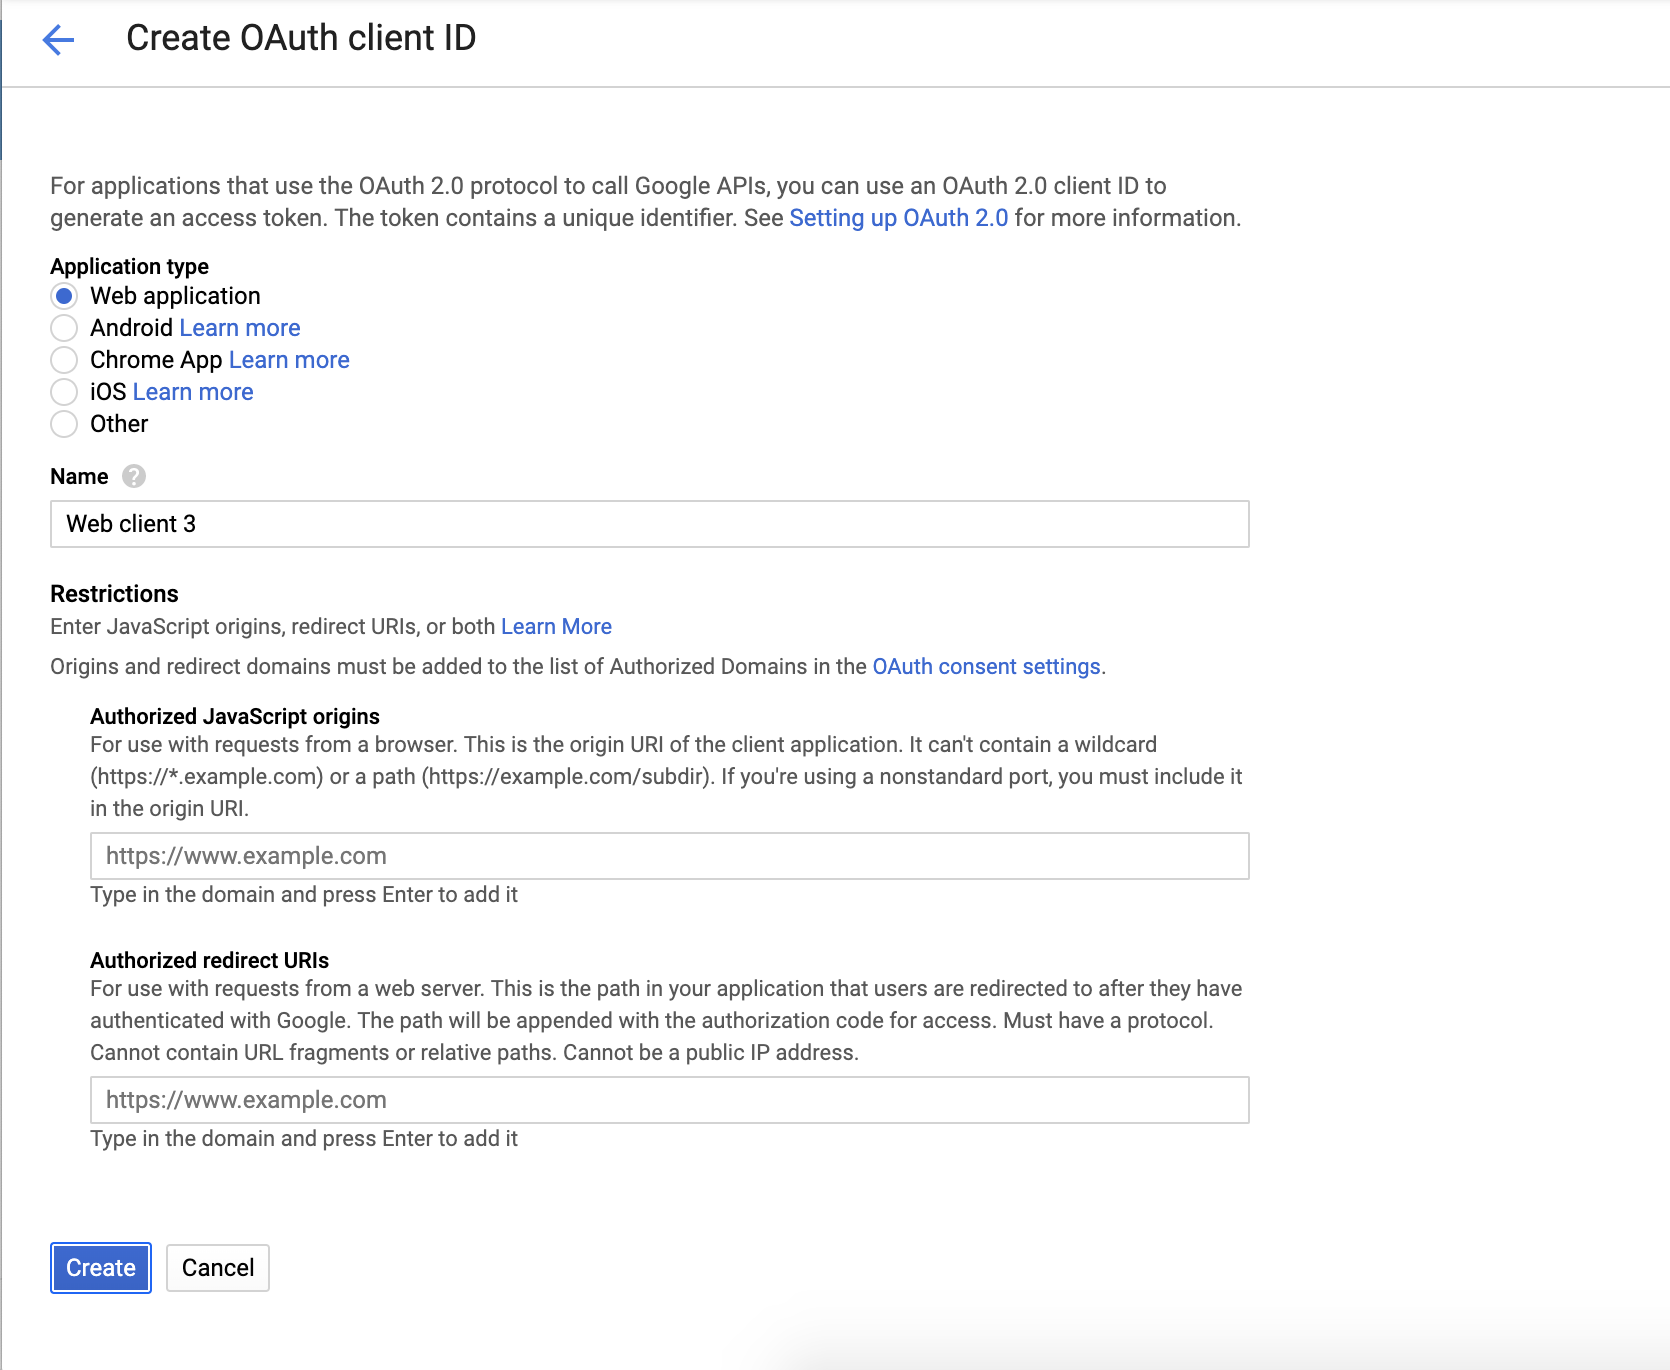 Create OAuth client ID
For applications that use the OAuth 2.0 protocol to call Google APIs, you can use an OAuth 2.0 client ID to
generate an access token. The token contains a unique identifier. See Setting up OAuth 2.0 for more information.
Application type
Web application
Android Learn more
Chrome App Learn more
iOS Learn more
Other
Name ?
Web client 3
Restrictions
Enter JavaScript origins, redirect URIs, or both Learn More
Origins and redirect domains must be added to the list of Authorized Domains in the OAuth consent settings.
Authorized JavaScript origins
For use with requests from a browser. This is the origin URI of the client application. It can't contain a wildcard
(https://*.example.com) or a path (https://example.com/subdir). If you're using a nonstandard port, you must include it
in the origin URI.
https://www.example.com
Type in the domain and press Enter to add it
Authorized redirect URIs
For use with requests from a web server. This is the path in your application that users are redirected to after they have
authenticated with Google. The path will be appended with the authorization code for access. Must have a protocol.
Cannot contain URL fragments or relative paths. Cannot be a public IP address.
https://www.example.com
Type in the domain and press Enter to add it
Create Cancel